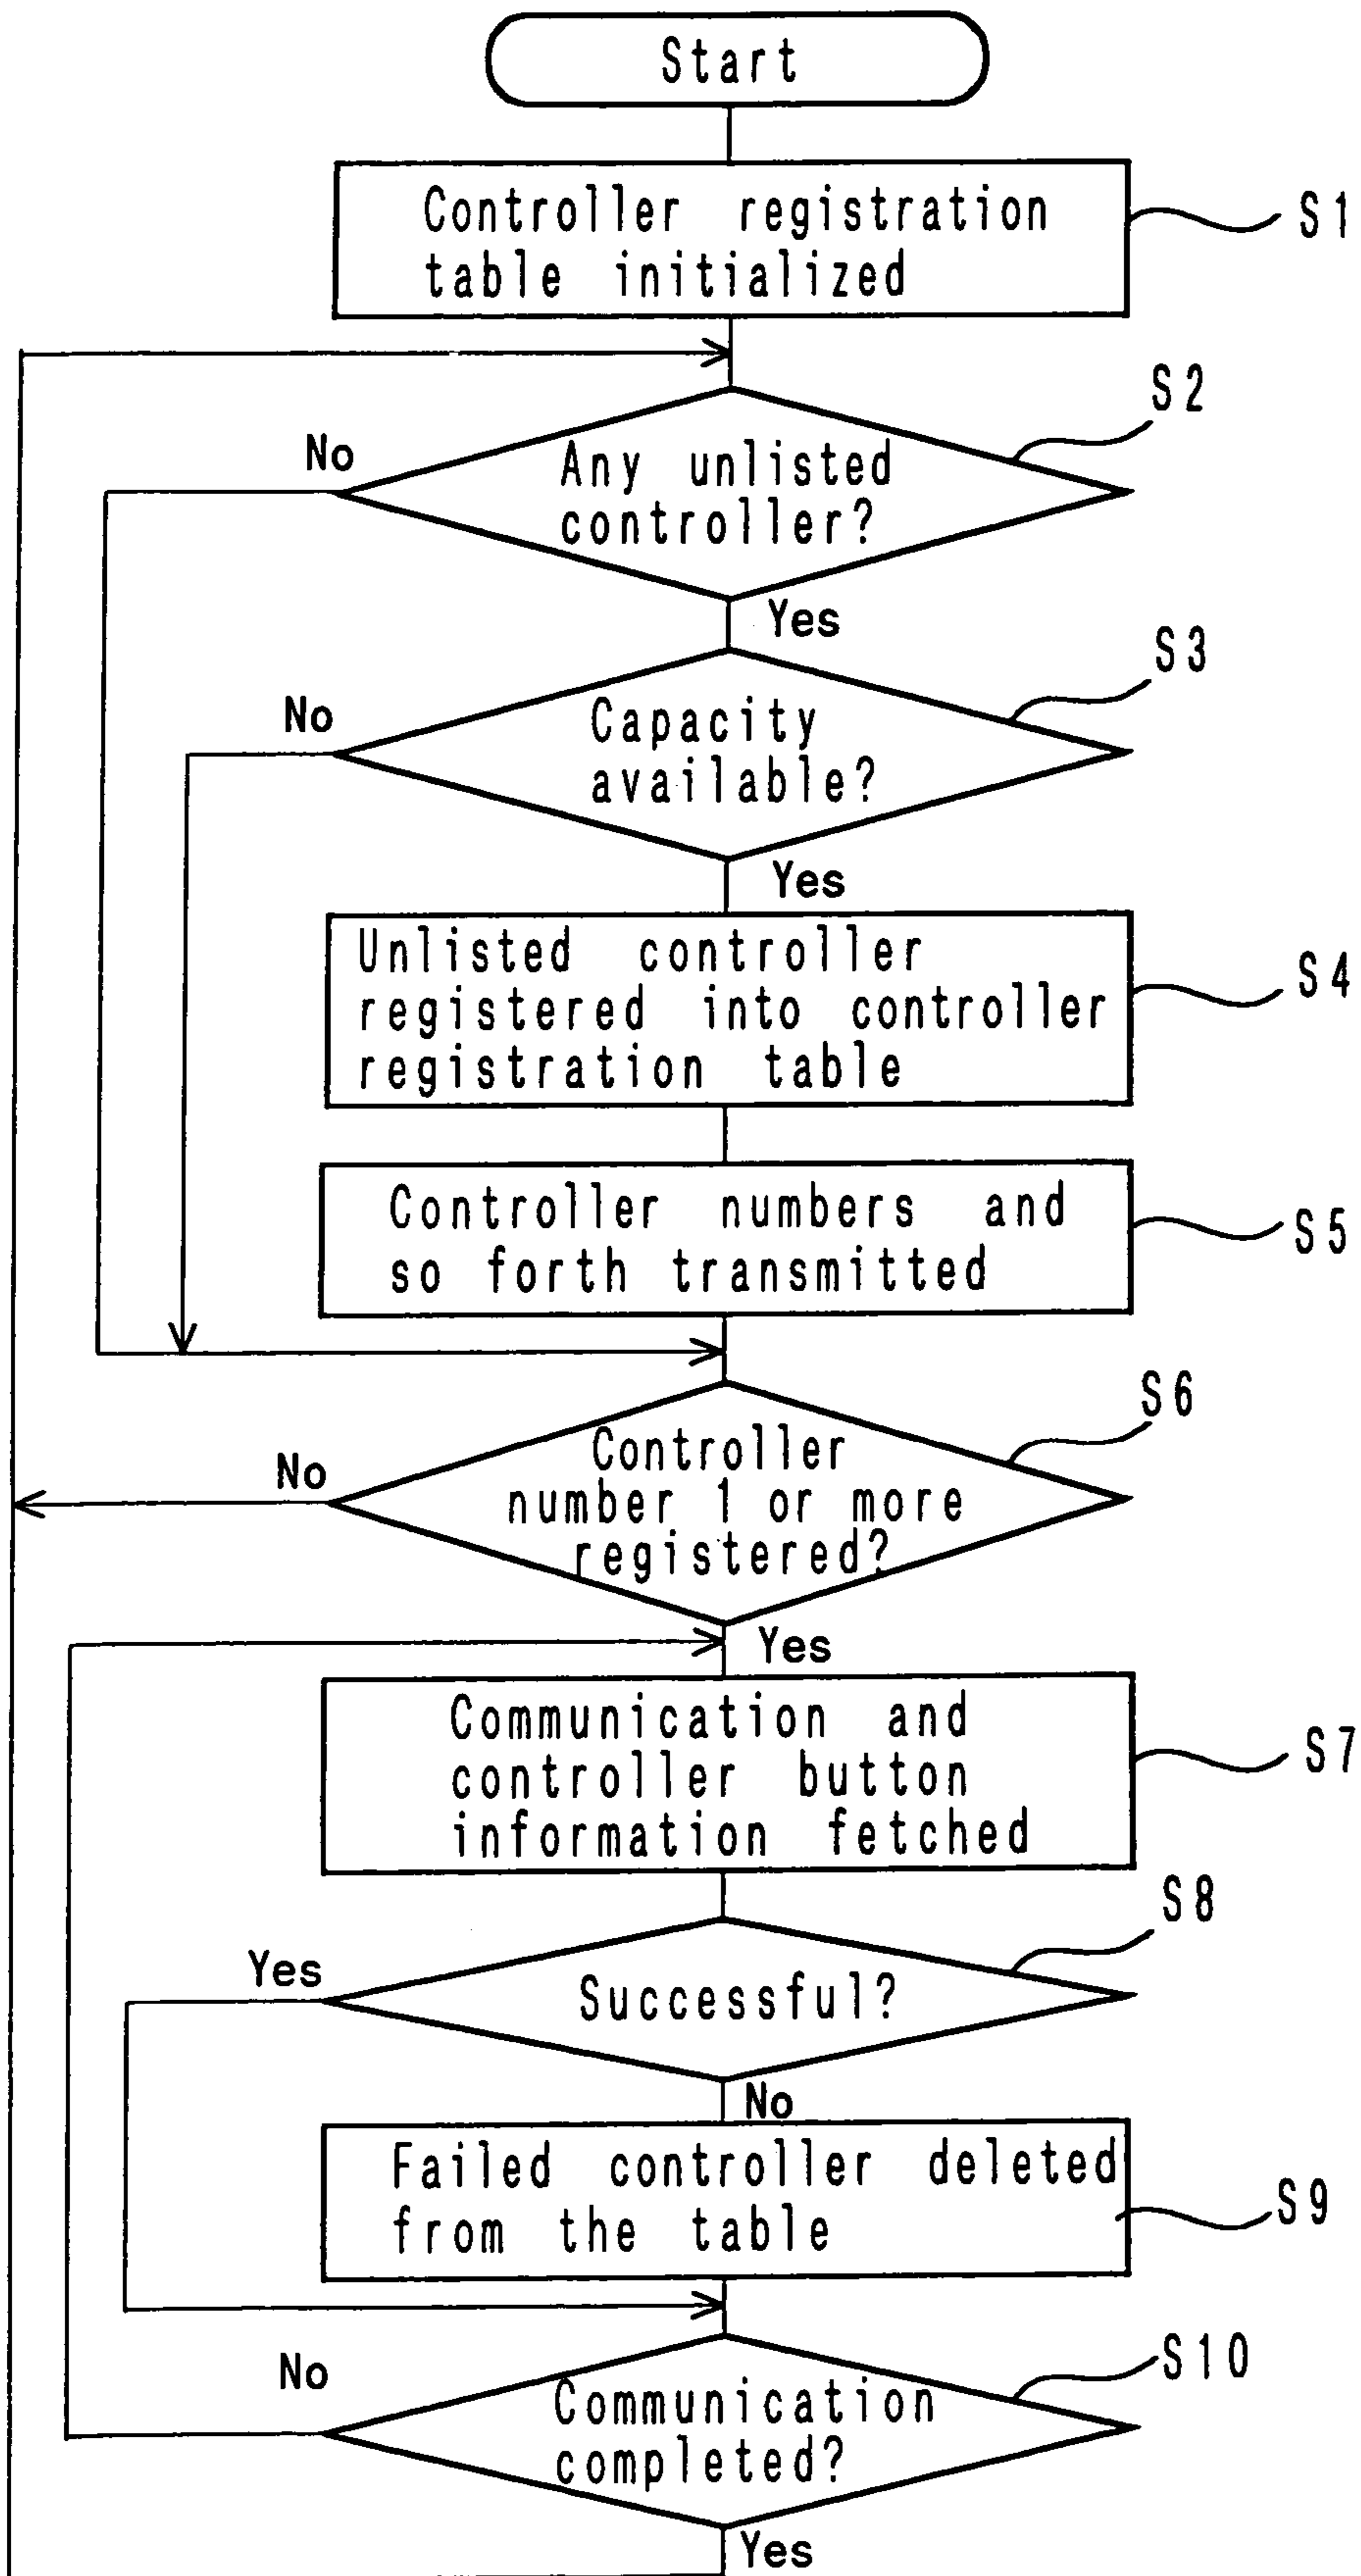 Start
Controller registration
table initialized
S1
S2
No
Any unlisted
controller?
Yes
S3
No
Capacity
available?
Yes
Unlisted controller
registered into controller
registration table
S4
Controller numbers and
so forth transmitted
S5
S6
No
Controller
number 1 or more
registered?
Yes
Communication and
controller button
information fetched
S7
S8
Yes
Successful?
No
Failed controller deleted
from the table
S9
S10
No
Communication
completed?
Yes